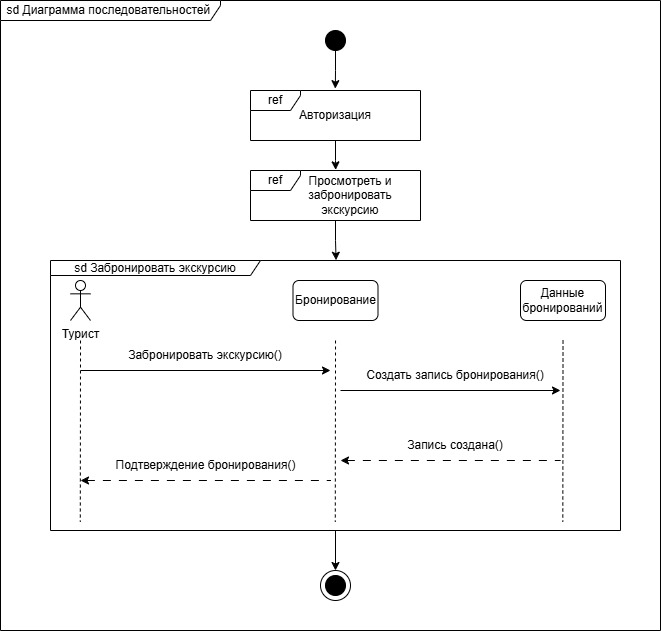 sd Диаграмма последовательностей
ref
Авторизация
ref
Просмотреть и
забронировать
экскурсию
sd Забронировать экскурсию
Турист
Бронирование
Данные
бронирований
Забронировать экскурсию()
Создать запись бронирования()
Запись создана()
Подтверждение бронирования()